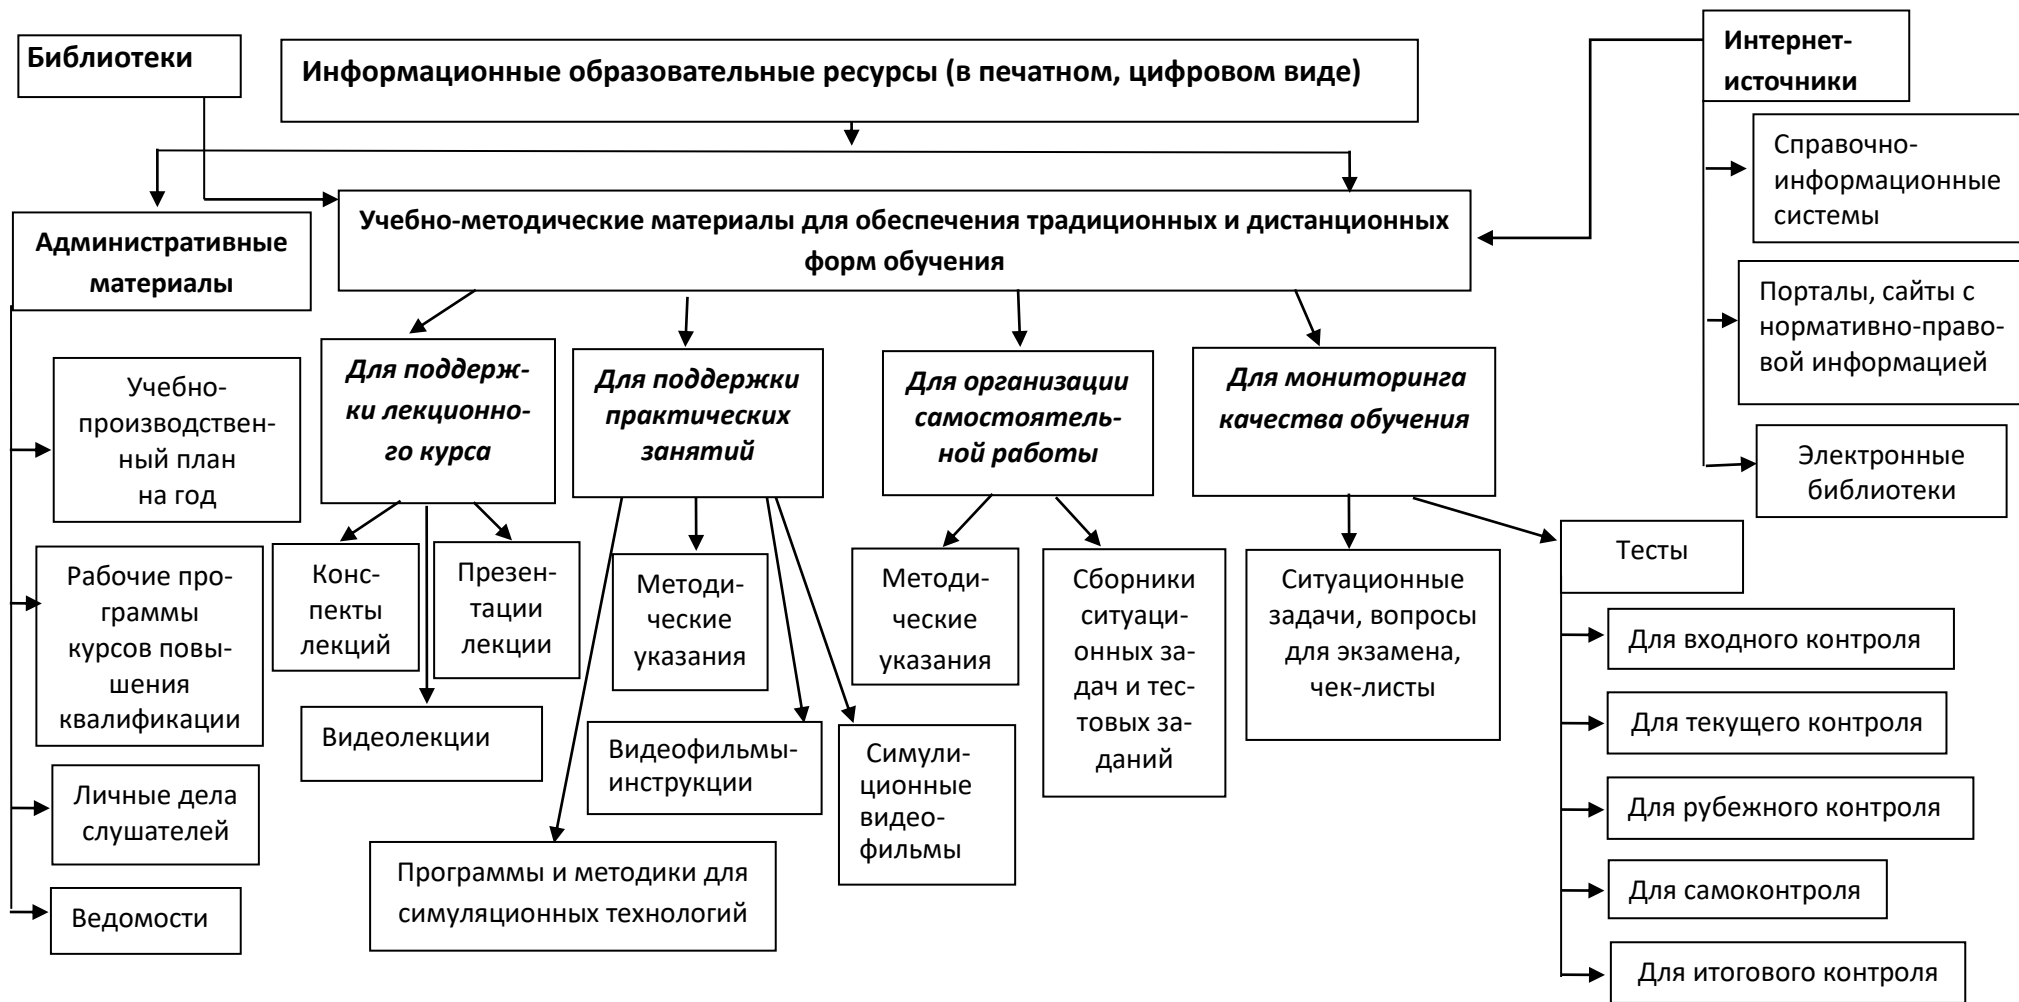 Библиотеки
Информационные образовательные ресурсы (в печатном, цифровом виде)
Интернет-
источники
Справочно-
информационные
системы
Порталы, сайты с
нормативно-право-
вой информацией
Электронные
библиотеки
Учебно-методические материалы для обеспечения традиционных и дистанционных
форм обучения
Административные
материалы
Учебно-
производствен-
ный план
на год
Рабочие про-
граммы
курсов повы-
шения
квалификации
Личные дела
слушателей
Ведомости
Для поддерж-
ки лекционно-
го курса
Конс-
пекты
лекций
Презен-
тации
лекции
Видеолекции
Для поддержки
практических
занятий
Методи-
ческие
указания
Видеофильмы-
инструкции
Симули-
ционные
видео-
фильмы
Программы и методики для
симуляционных технологий
Для организации
самостоятель-
ной работы
Методи-
ческие
указания
Сборники
ситуаци-
онных за-
дач и тес-
товых за-
даний
Для мониторинга
качества обучения
Ситуационные
задачи, вопросы
для экзамена,
чек-листы
Тесты
Для входного контроля
Для текущего контроля
Для рубежного контроля
Для самоконтроля
Для итогового контроля